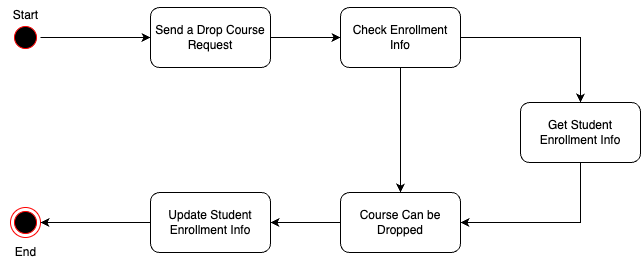 Start
Send a Drop Course
Request
Check Enrollment
Info
Get Student
Enrollment Info
Course Can be
Dropped
Update Student
Enrollment Info
End